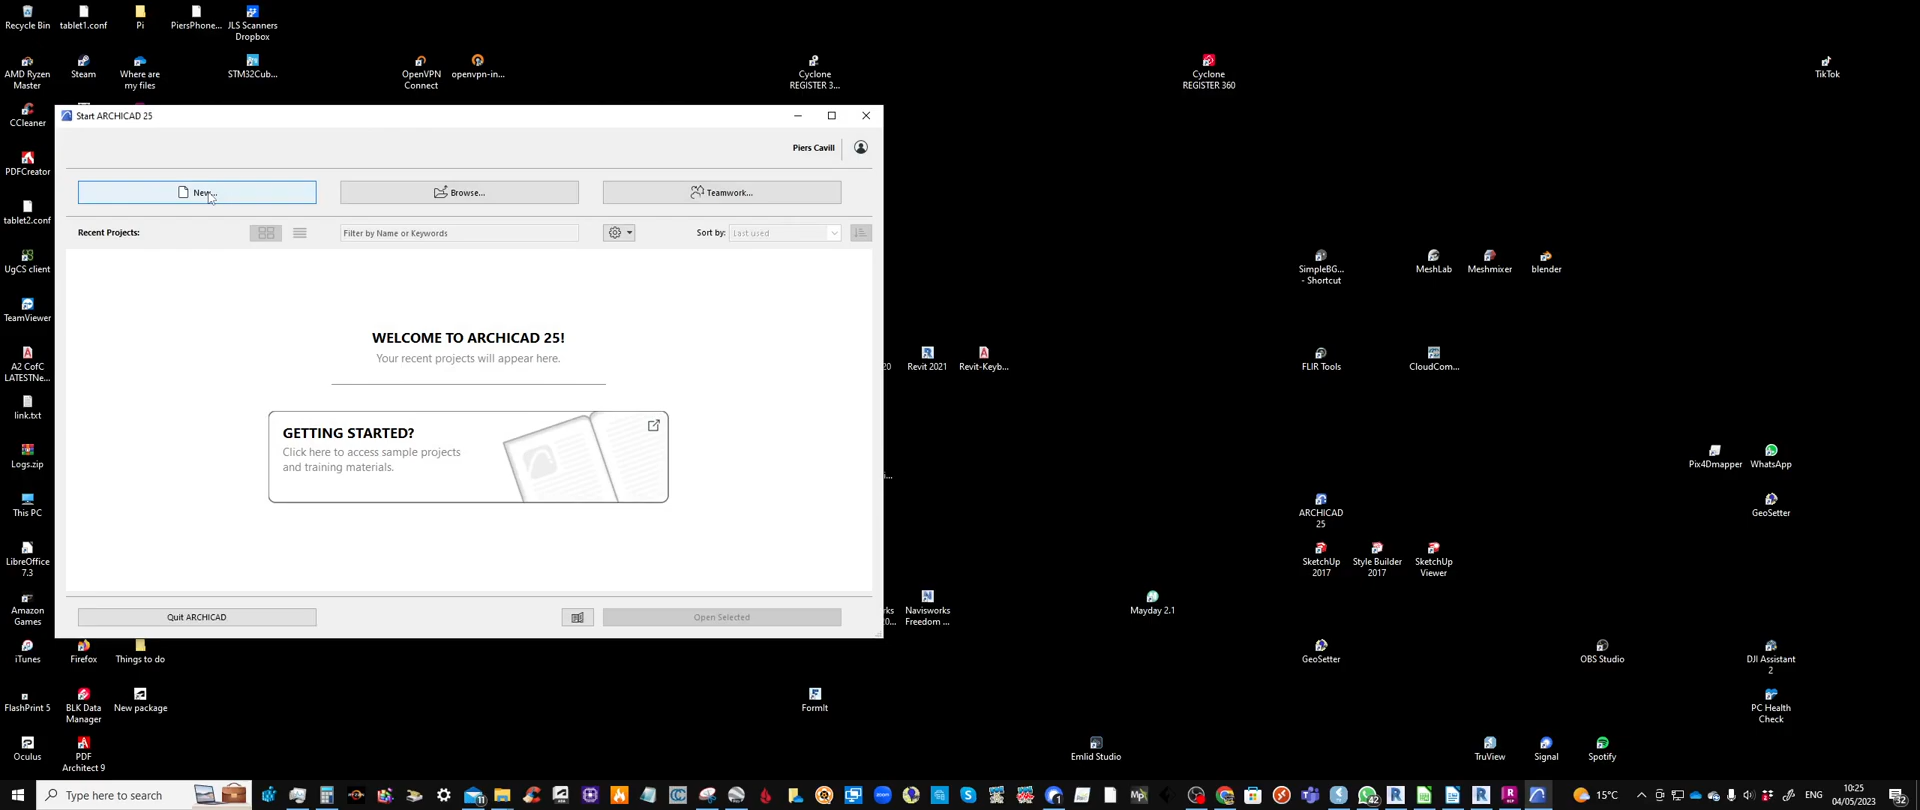 Recycle Bin
tablet1.conf
Pi
PiersPhone...
JLS Scanners
Dropbox
AMD Ryzen
Master
Steam
Where are
my files
STM32Cub...
OpenVPN
Connect
openvpn-in...
Cyclone
REGISTER 3...
Cyclone
REGISTER 360
TikTok
CCleaner
PDFCreator
tablet2.conf
UgCS client
TeamViewer
A2 CofC
LATESTNe...
link.txt
Logs.zip
This PC
LibreOffice
7.3
Amazon
Games
iTunes
Firefox
Things to do
FlashPrint 5
BLK Data
Manager
New package
Oculus
PDF
Architect 9
Start ARCHICAD 25
Piers Cavill
New...
Browse...
Teamwork...
Recent Projects:
Filter by Name or Keywords
Sort by:
Last used
WELCOME TO ARCHICAD 25!
Your recent projects will appear here.
GETTING STARTED?
Click here to access sample projects
and training materials.
Quit ARCHICAD
Open Selected
20
Revit 2021
Revit-Keyb...
i...
rks
20...
Navisworks
Freedom ...
FormIt
Mayday 2.1
Emlid Studio
SimpleBG...
- Shortcut
MeshLab
Meshmixer
blender
FLIR Tools
CloudCom...
Pix4Dmapper
WhatsApp
ARCHICAD
25
GeoSetter
SketchUp
2017
Style Builder
2017
SketchUp
Viewer
GeoSetter
OBS Studio
DJI Assistant
2
PC Health
Check
TruView
Signal
Spotify
Type here to search
11
1
42
15°C
ENG
10:25
04/05/2023
32